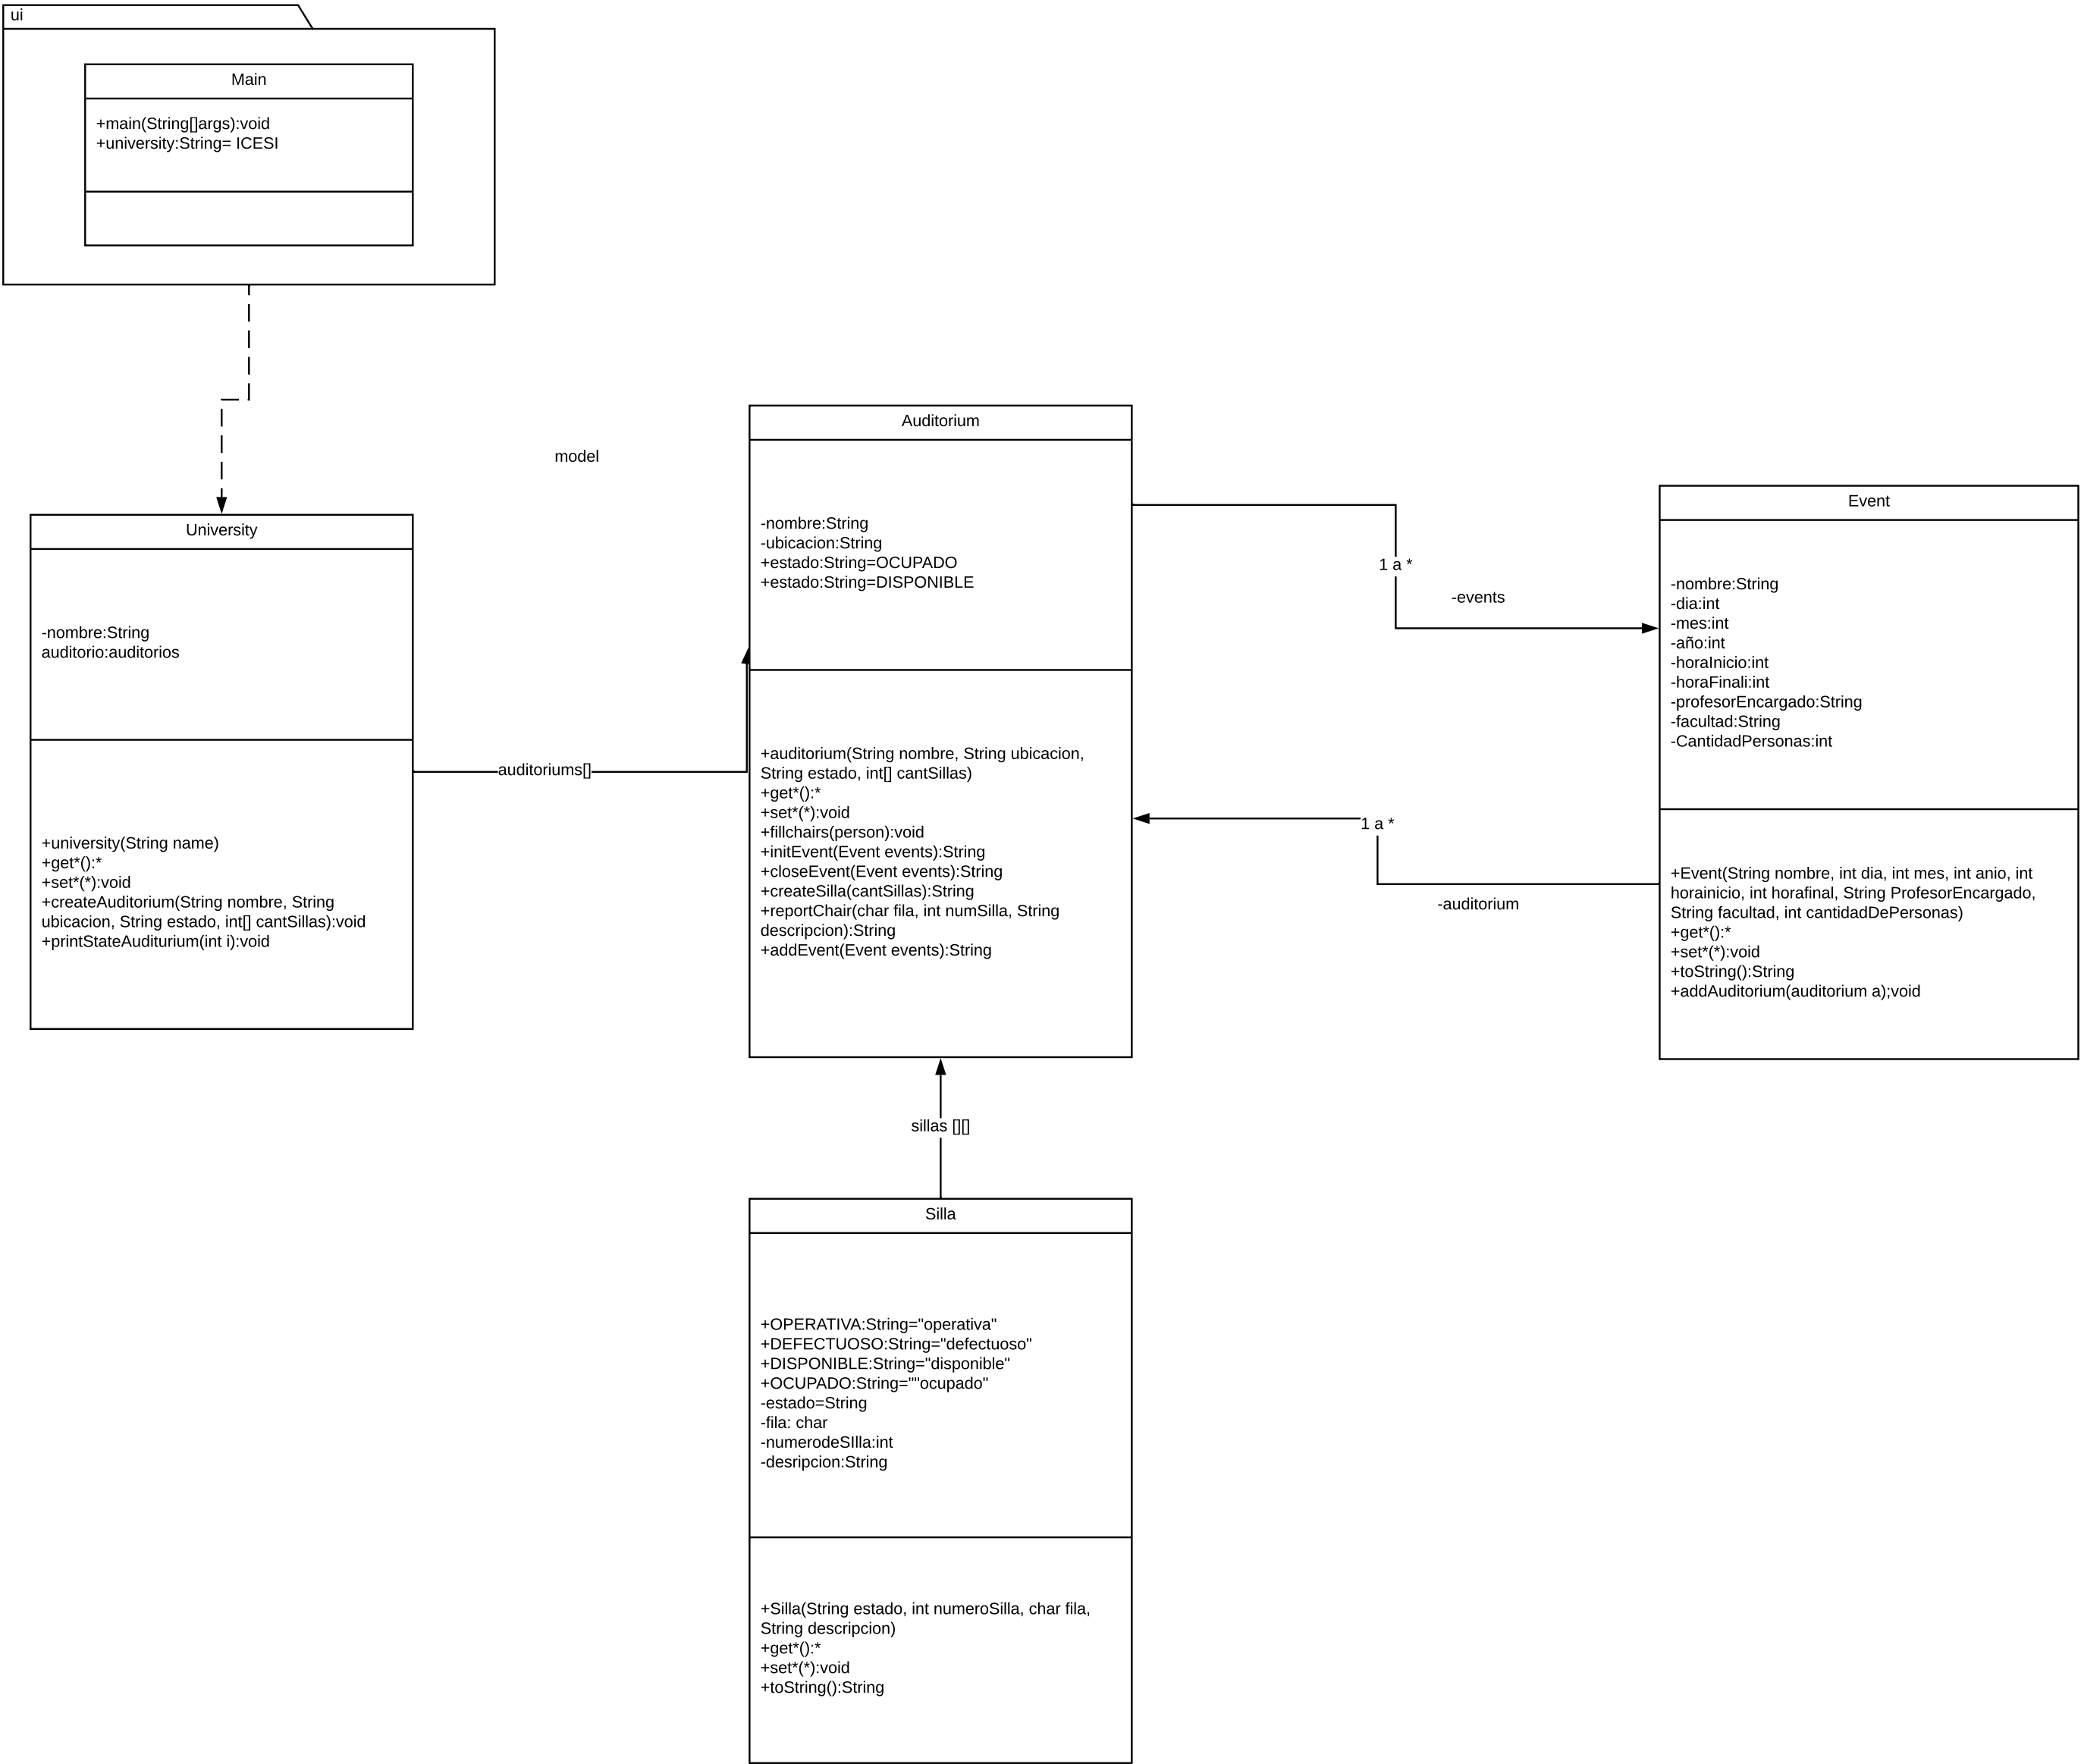 ui
Main
+main(String[]args):void
+university:String= ICESI
model
University
-nombre:String
auditorio:auditorios
+university(String name)
+get*():*
+set*(*):void
+createAuditorium(String nombre, String
ubicacion, String estado, int[] cantSillas):void
+printStateAuditurium(int i):void
auditoriums[]
Auditorium
-nombre:String
-ubicacion:String
+estado:String=OCUPADO
+estado:String=DISPONIBLE
+auditorium(String nombre, String ubicacion,
String estado, int[] cantSillas)
+get*():*
+set*(*):void
+fillchairs(person):void
+initEvent(Event events):String
+closeEvent(Event events):String
+createSilla(cantSillas):String
+reportChair(char fila, int numSilla, String
descripcion):String
+addEvent(Event events):String
1 a *
-events
1 a *
-auditorium
Event
-nombre:String
-dia:int
-mes:int
-año:int
-horaInicio:int
-horaFinali:int
-profesorEncargado:String
-facultad:String
-CantidadPersonas:int
+Event(String nombre, int dia, int mes, int anio, int
horainicio, int horafinal, String ProfesorEncargado,
String facultad, int cantidadDePersonas)
+get*():*
+set*(*):void
+toString():String
+addAuditorium(auditorium a);void
sillas [][]
Silla
+OPERATIVA:String="operativa"
+DEFECTUOSO:String="defectuoso"
+DISPONIBLE:String="disponible"
+OCUPADO:String=""ocupado"
-estado=String
-fila: char
-numerodeSIlla:int
-desripcion:String
+Silla(String estado, int numeroSilla, char fila,
String descripcion)
+get*():*
+set*(*):void
+toString():String